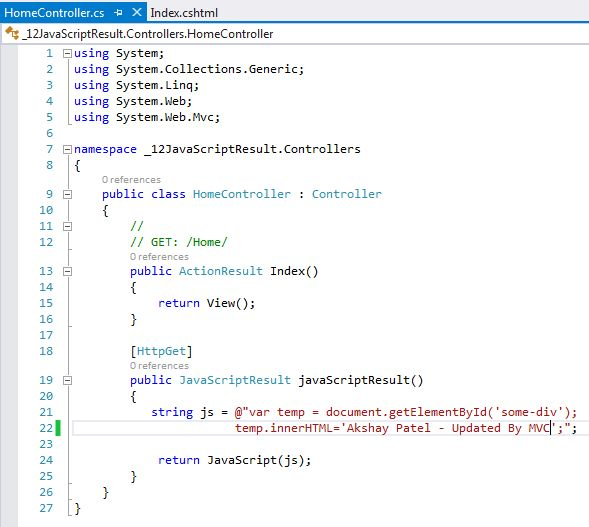 HomeController.cs Index.cshtml
_12JavaScriptResult.Controllers.HomeController
1 using System;
2 using System.Collections.Generic;
3 using System.Linq;
4 using System.Web;
5 using System.Web.Mvc;
6
7 namespace _12JavaScriptResult.Controllers
8 {
0 references
9 public class HomeController : Controller
10 {
11 //
12 // GET: /Home/
0 references
13 public ActionResult Index()
14 {
15 return View();
16 }
17
18 [HttpGet]
0 references
19 public JavaScriptResult javaScriptResult()
20 {
21 string js = @"var temp = document.getElementById('some-div');
22 temp.innerHTML='Akshay Patel - Updated By MVC';";
23
24 return JavaScript(js);
25 }
26 }
27 }